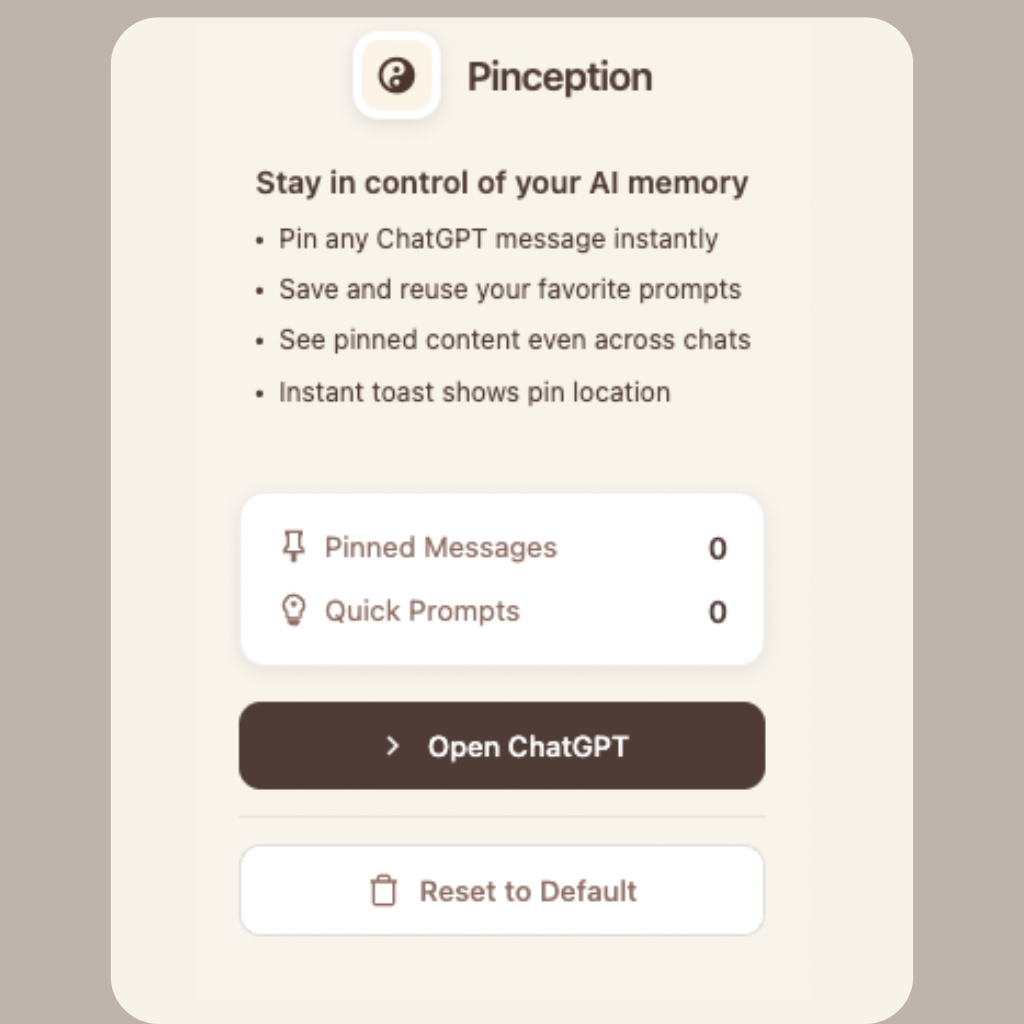 Pinception
Stay in control of your AI memory
• Pin any ChatGPT message instantly
• Save and reuse your favorite prompts
• See pinned content even across chats
• Instant toast shows pin location
Pinned Messages 0
Quick Prompts 0
Open ChatGPT
Reset to Default